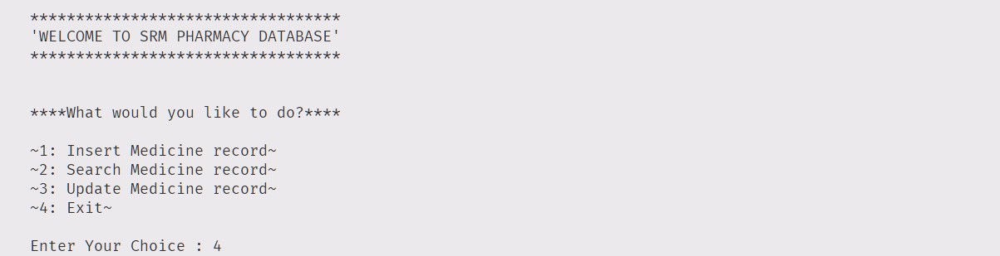 **********************************
'WELCOME TO SRM PHARMACY DATABASE'
**********************************
****What would you like to do?****
~1: Insert Medicine record~
~2: Search Medicine record~
~3: Update Medicine record~
~4: Exit~
Enter Your Choice : 4